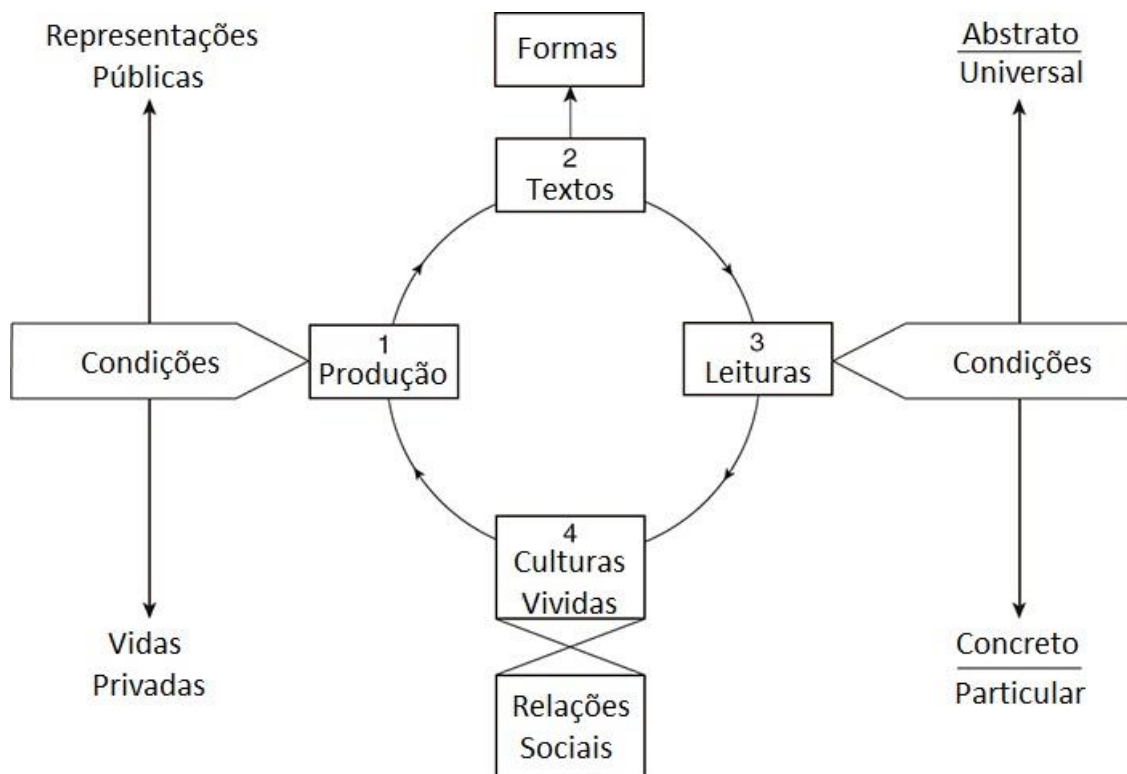 Representações
Públicas
Formas
Abstrato
Universal
2
Textos
Condições
1
Produção
3
Leituras
Condições
4
Culturas
Vividas
Vidas
Privadas
Relações
Sociais
Concreto
Particular